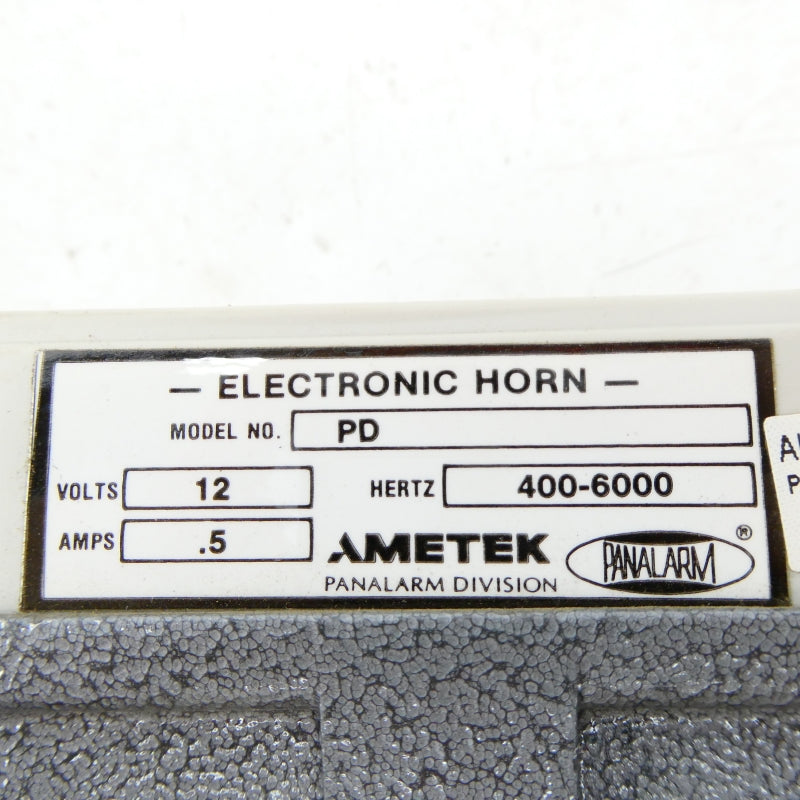 — ELECTRONIC HORN —
MODEL NO. PD
VOLTS 12 HERTZ 400-6000
AMPS .5
AMETEK
PANALARM DIVISION
PANALARM ®